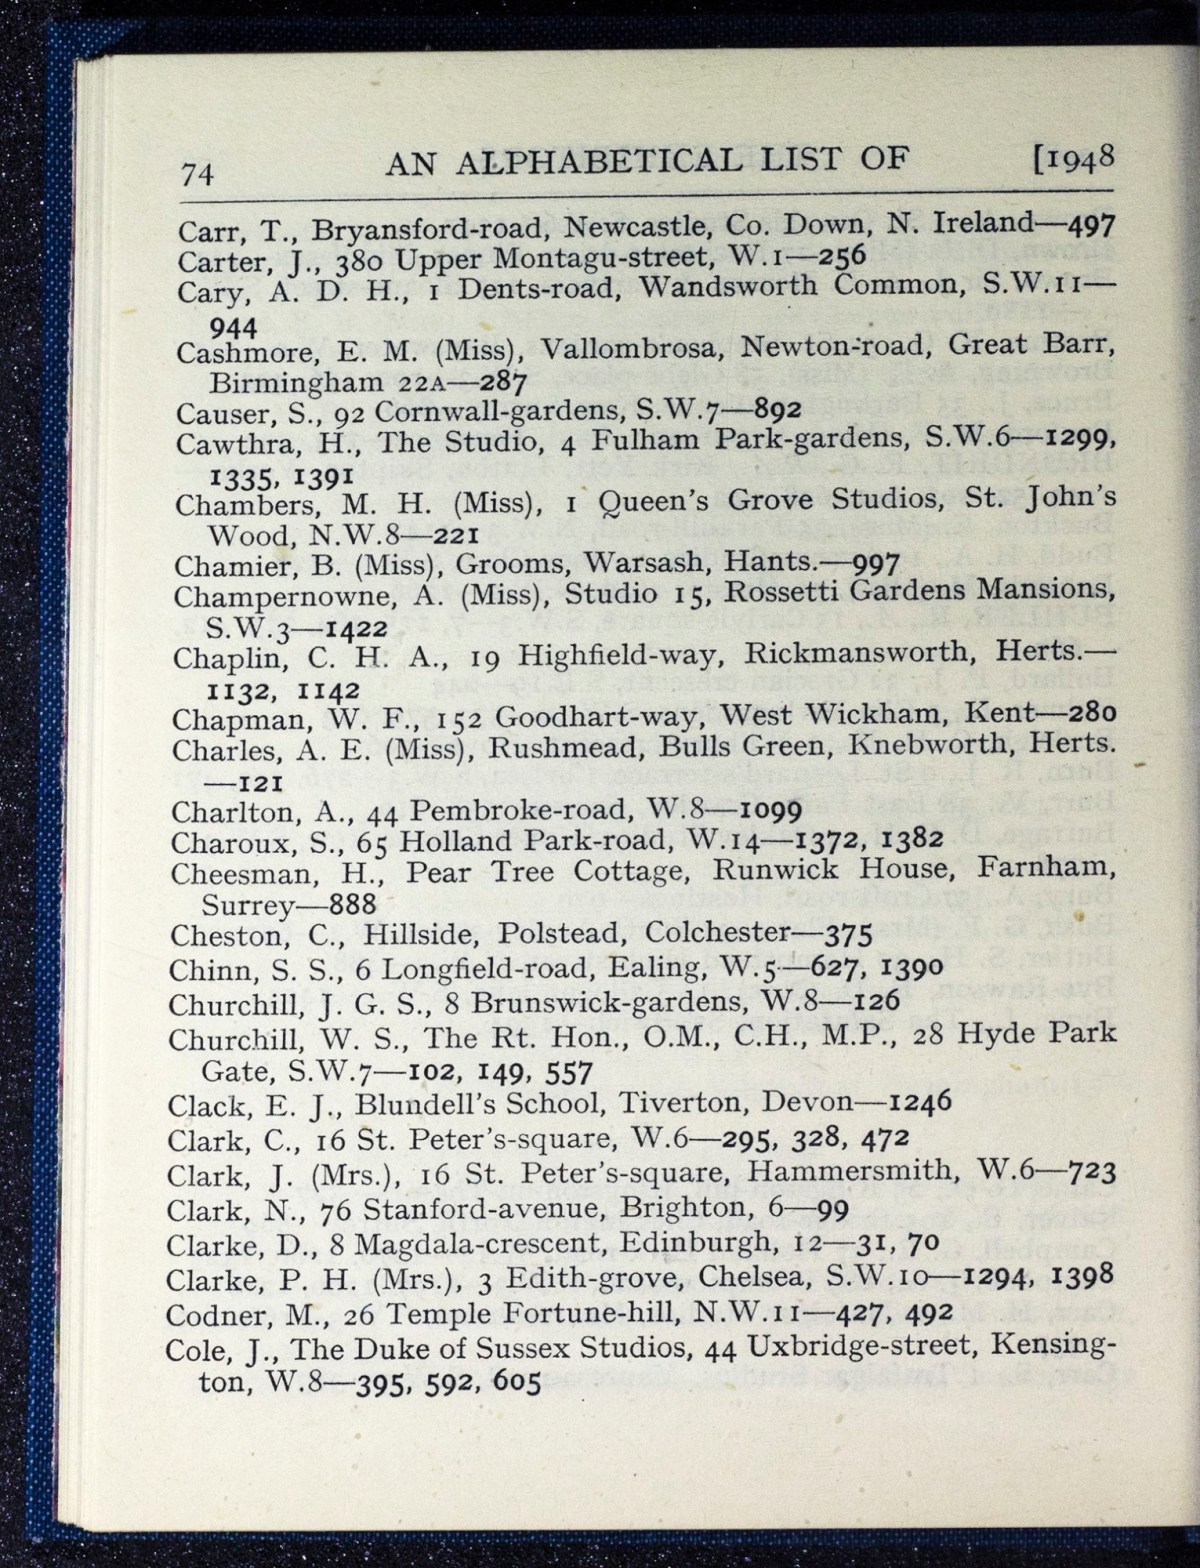 74 AN ALPHABETICAL LIST OF [1948
Carr, T., Bryansford-road, Newcastle, Co. Down, N. Ireland—497
Carter, J., 380 Upper Montagu-street, W.1—256
Cary, A. D. H., 1 Dents-road, Wandsworth Common, S.W.11—
944
Cashmore, E. M. (Miss), Vallombrosa, Newton-road, Great Barr,
Birmingham 22A—287
Causer, S., 92 Cornwall-gardens, S.W.7—892
Cawthra, H., The Studio, 4 Fulham Park-gardens, S.W.6—1299,
1335, 1391
Chambers, M. H. (Miss), 1 Queen's Grove Studios, St. John's
Wood, N.W.8—221
Chamier, B. (Miss), Grooms, Warsash, Hants.—997
Champernowne, A. (Miss), Studio 15, Rossetti Gardens Mansions,
S.W.3—1422
Chaplin, C. H. A., 19 Highfield-way, Rickmansworth, Herts.—
1132, 1142
Chapman, W. F., 152 Goodhart-way, West Wickham, Kent—280
Charles, A. E. (Miss), Rushmead, Bulls Green, Knebworth, Herts.
—121
Charlton, A., 44 Pembroke-road, W.8—1099
Charoux, S., 65 Holland Park-road, W.14—1372, 1382
Cheesman, H., Pear Tree Cottage, Runwick House, Farnham,
Surrey—888
Cheston, C., Hillside, Polstead, Colchester—375
Chinn, S. S., 6 Longfield-road, Ealing, W.5—627, 1390
Churchill, J. G. S., 8 Brunswick-gardens, W.8—126
Churchill, W. S., The Rt. Hon., O.M., C.H., M.P., 28 Hyde Park
Gate, S.W.7—102, 149, 557
Clack, E. J., Blundell's School, Tiverton, Devon—1246
Clark, C., 16 St. Peter's-square, W.6—295, 328, 472
Clark, J. (Mrs.), 16 St. Peter's-square, Hammersmith, W.6—723
Clark, N., 76 Stanford-avenue, Brighton, 6—99
Clarke, D., 8 Magdala-crescent, Edinburgh, 12—31, 70
Clarke, P. H. (Mrs.), 3 Edith-grove, Chelsea, S.W.10—1294, 1398
Codner, M., 26 Temple Fortune-hill, N.W.11—427, 492
Cole, J., The Duke of Sussex Studios, 44 Uxbridge-street, Kensing-
ton, W.8—395, 592, 605